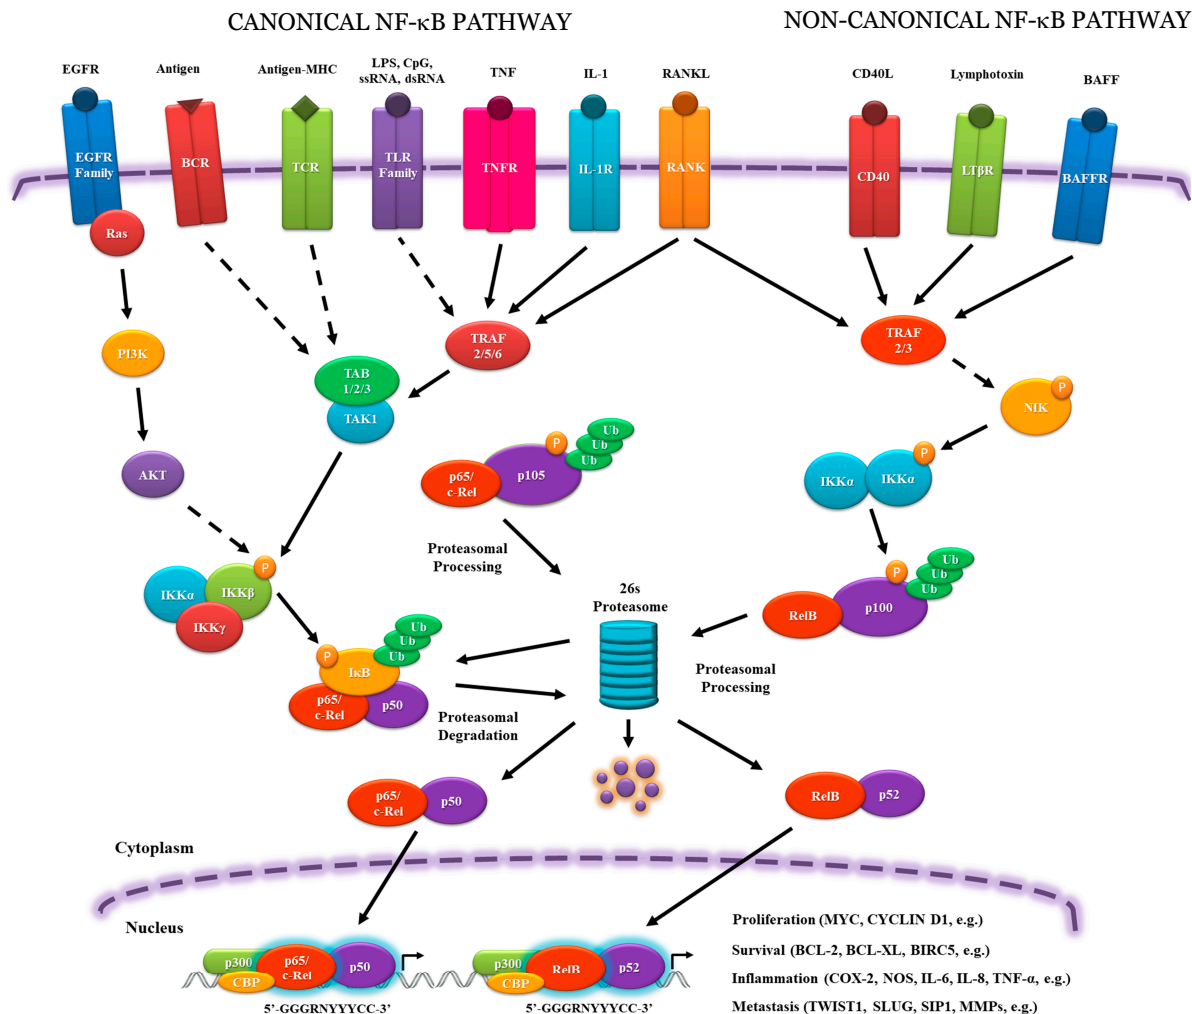 CANONICAL NF-κB PATHWAY
NON-CANONICAL NF-κB PATHWAY
EGFR
Antigen
Antigen-MHC
LPS, CpG,
ssRNA, dsRNA
TNF
IL-1
RANKL
CD40L
Lymphotoxin
BAFF
EGFR
Family
BCR
TCR
TLR
Family
TNFR
IL-1R
RANK
CD40
LTβR
BAFFR
Ras
PI3K
AKT
TAB
1/2/3
TAK1
TRAF
2/5/6
TRAF
2/3
P
NIK
P
IKKα
IKKα
p65/
c-Rel
p105
P
Ub
Ub
Ub
Proteasomal
Processing
P
IKKα
IKKβ
IKKγ
26s
Proteasome
P
Ub
Ub
Ub
RelB
p100
Proteasomal
Processing
P
Ub
Ub
Ub
IκB
p65/
c-Rel
p50
Proteasomal
Degradation
p65/
c-Rel
p50
RelB
p52
Cytoplasm
Nucleus
p300
CBP
p65/
c-Rel
p50
5’-GGGRNYYYCC-3’
p300
CBP
RelB
p52
5’-GGGRNYYYCC-3’
Proliferation (MYC, CYCLIN D1, e.g.)
Survival (BCL-2, BCL-XL, BIRC5, e.g.)
Inflammation (COX-2, NOS, IL-6, IL-8, TNF-α, e.g.)
Metastasis (TWIST1, SLUG, SIP1, MMPs, e.g.)